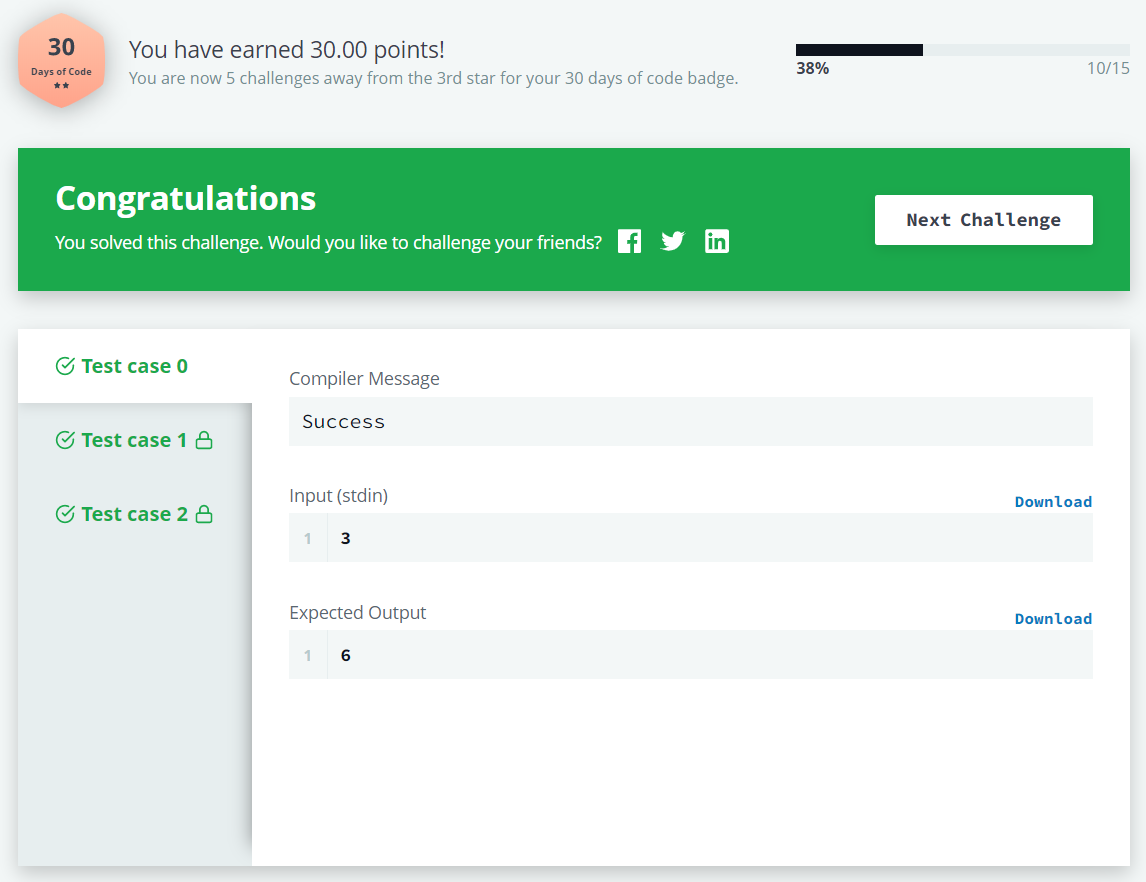 30
Days of Code
You have earned 30.00 points!
You are now 5 challenges away from the 3rd star for your 30 days of code badge.
38%
10/15
Congratulations
You solved this challenge. Would you like to challenge your friends?
Next Challenge
Test case 0
Test case 1
Test case 2
Compiler Message
Success
Input (stdin)
Download
1 3
Expected Output
Download
1 6